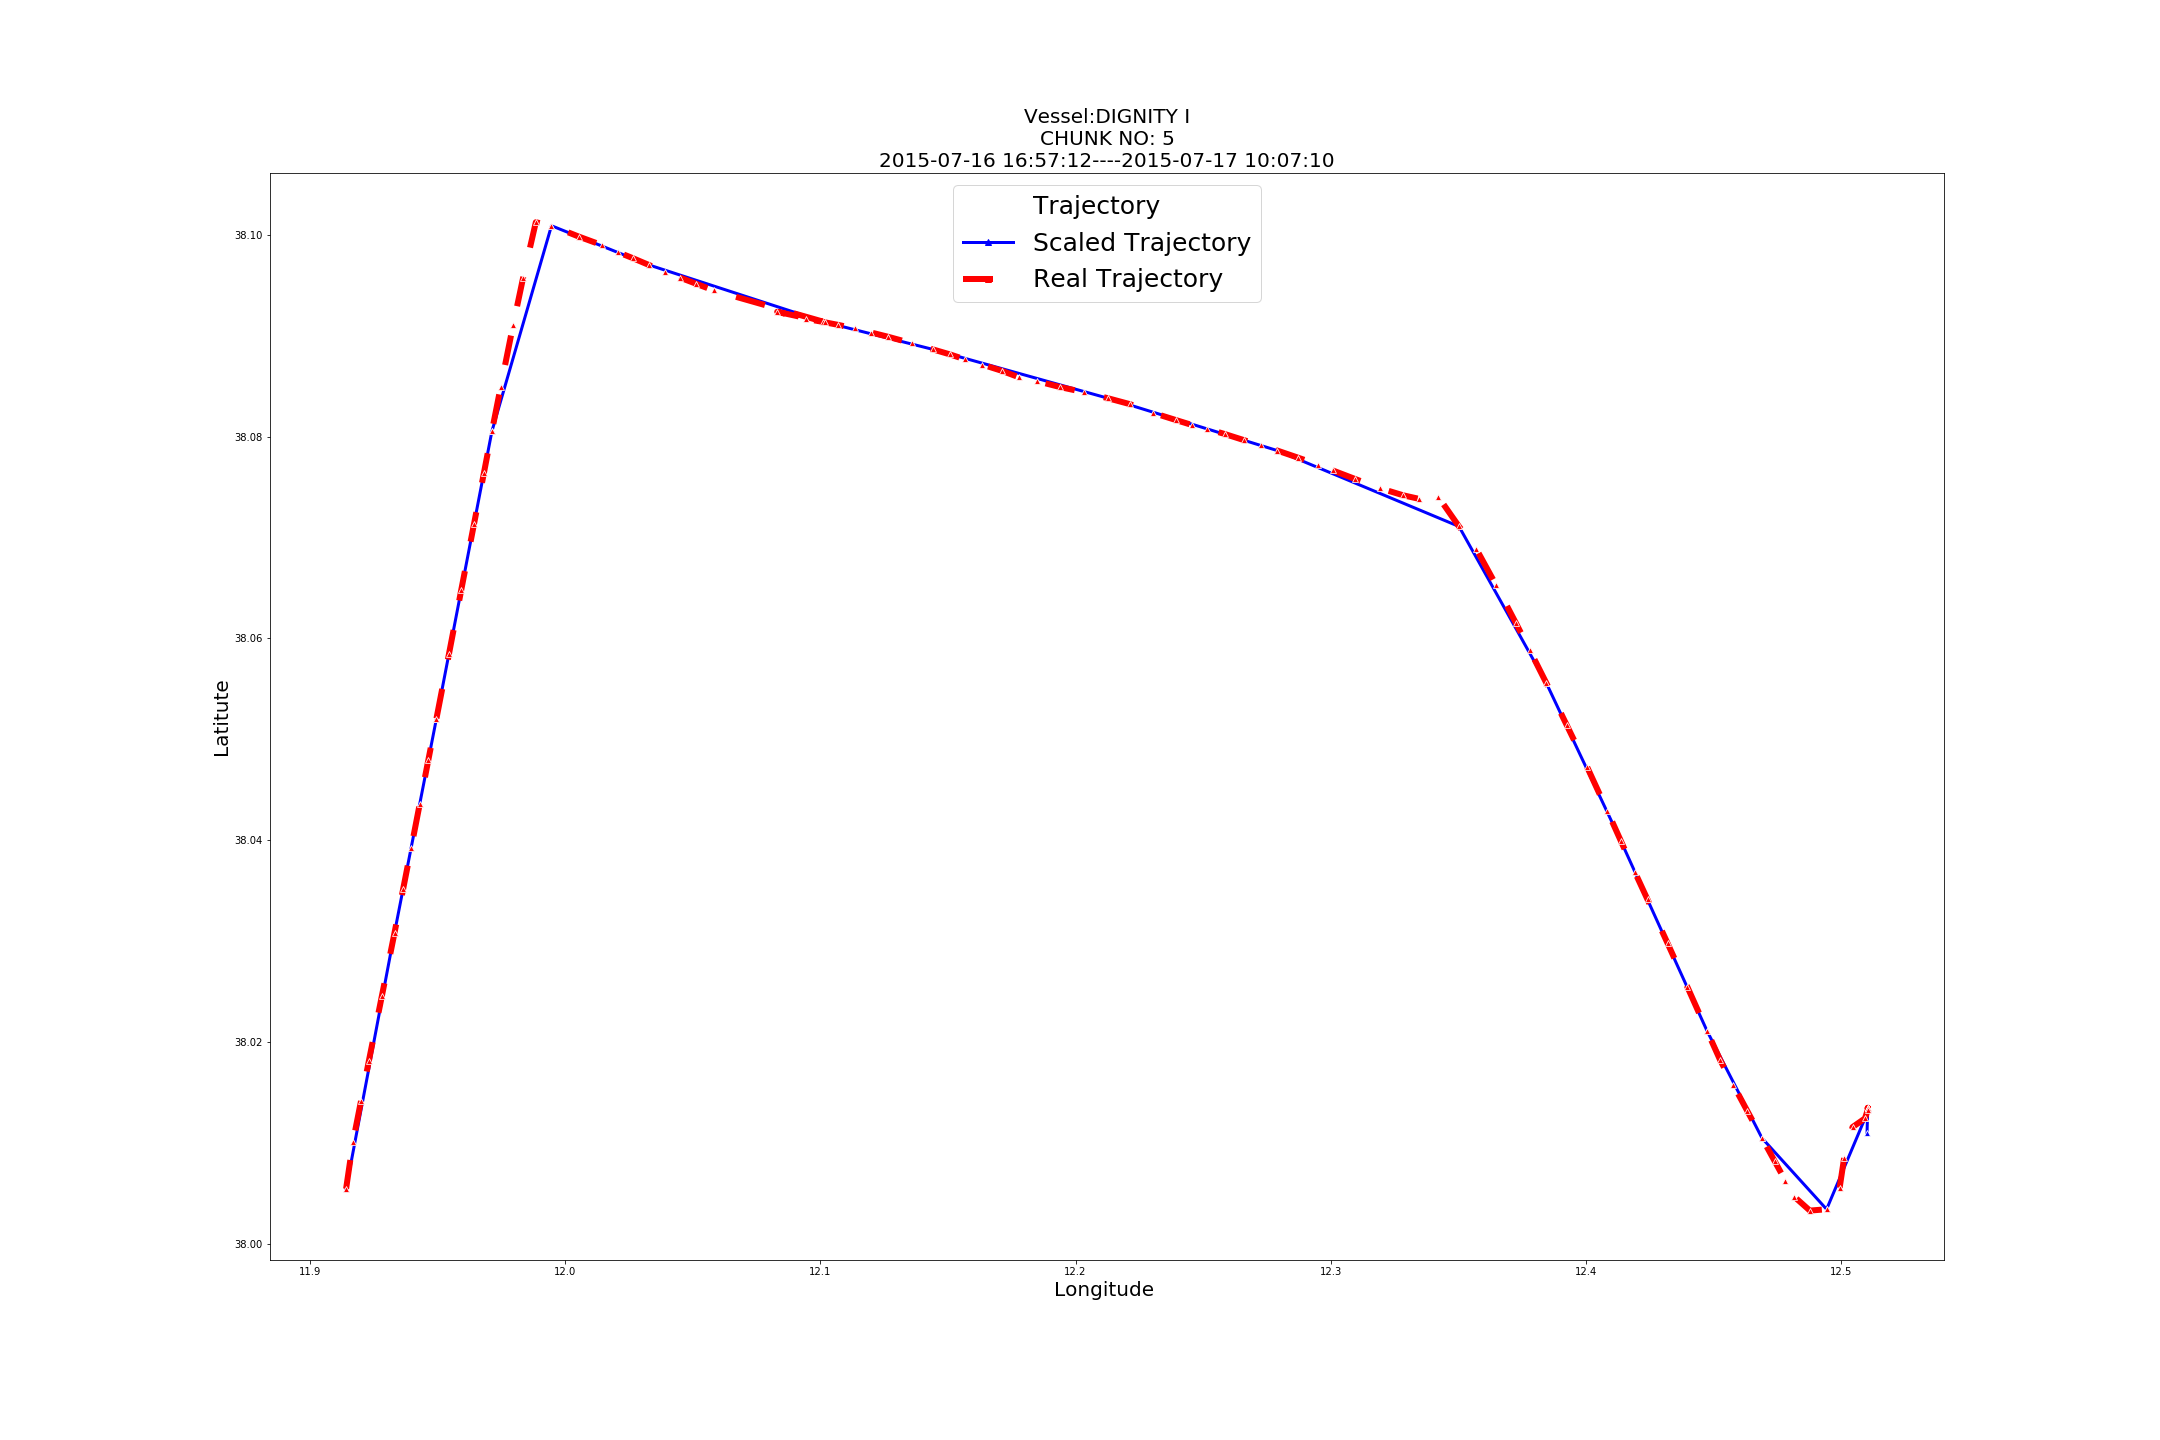 Vessel:DIGNITY I
CHUNK NO: 5
2015-07-16 16:57:12----2015-07-17 10:07:10
Trajectory
Scaled Trajectory
Real Trajectory
38.10
38.08
38.06
38.04
38.02
38.00
Latitute
11.9
12.0
12.1
12.2
12.3
12.4
12.5
Longitude